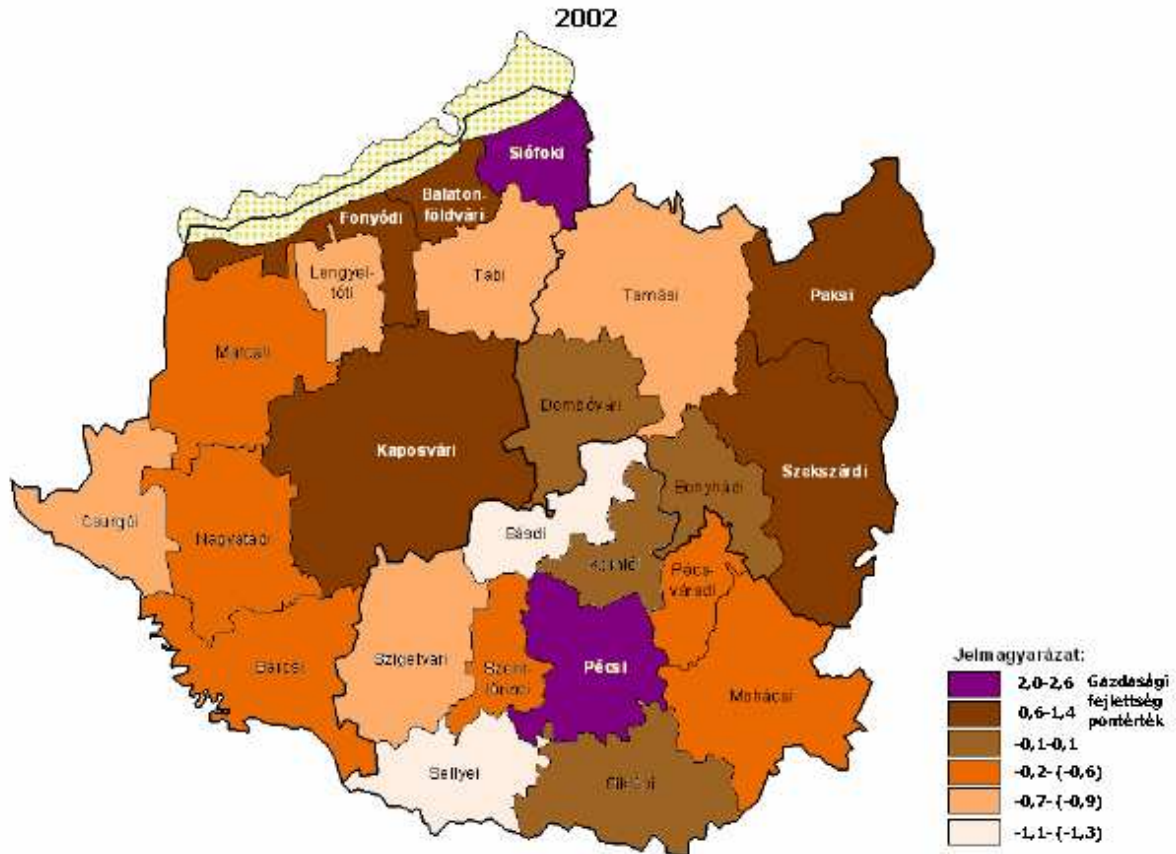 2002
Siófoki
Balaton-
földvári
Fonyódi
Lengyel-
tóti
Tabi
Tamási
Paksi
Marcali
Dombóvári
Kaposvári
Szekszárdi
Bonyhádi
Csurgói
Nagyatádi
Sásdi
Komlói
Pécs-
váradi
Barcsi
Szigetvári
Szent-
lőrinci
Pécsi
Mohácsi
Sellyei
Siklósi
Jelmagyarázat:
2,0-2,6
0,6-1,4
-0,1-0,1
-0,2-(-0,6)
-0,7-(-0,9)
-1,1-(-1,3)
Gazdasági
fejlettség
pontérték